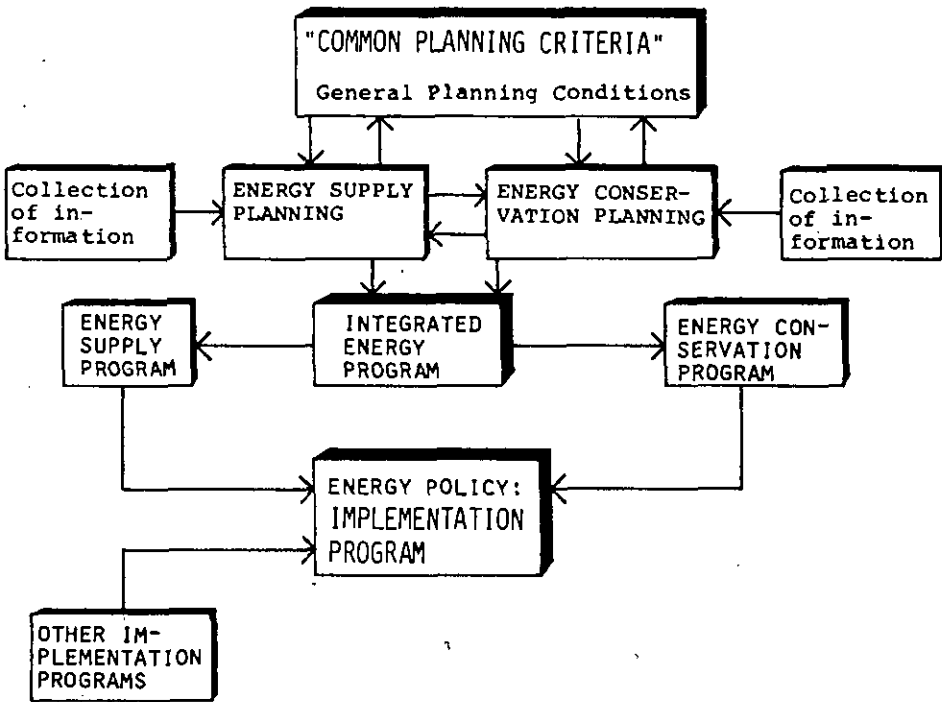 "COMMON PLANNING CRITERIA"
General Planning Conditions
Collection
of in-
formation
ENERGY SUPPLY
PLANNING
ENERGY CONSER-
VATION PLANNING
Collection
of in-
formation
ENERGY
SUPPLY
PROGRAM
INTEGRATED
ENERGY
PROGRAM
ENERGY CON-
SERVATION
PROGRAM
ENERGY POLICY:
IMPLEMENTATION
PROGRAM
OTHER IM-
PLEMENTATION
PROGRAMS